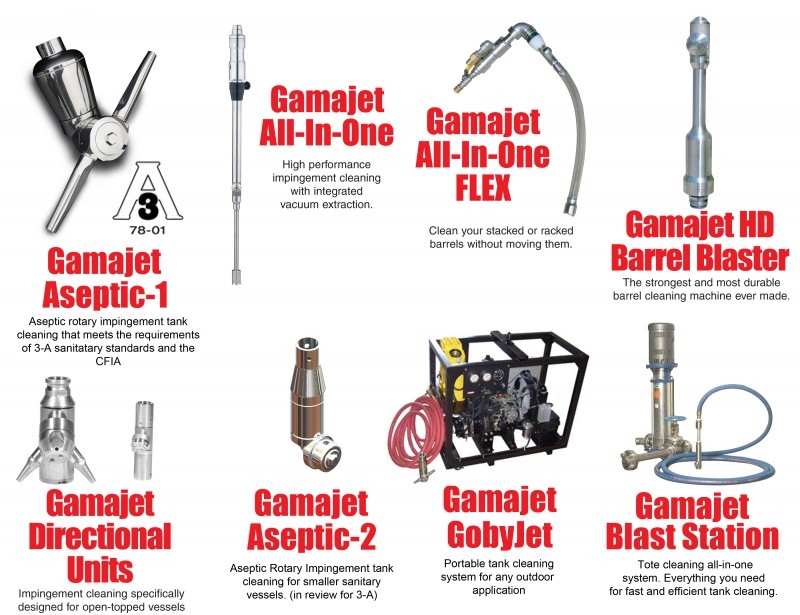 A
3
78-01
Gamajet
Aseptic-1
Aseptic rotary impingement tank
cleaning that meets the requirements
of 3-A sanitatary standards and the
CFIA
Gamajet
All-In-One
High performance
impingement cleaning
with integrated
vacuum extraction.
Gamajet
All-In-One
FLEX
Clean your stacked or racked
barrels without moving them.
Gamajet HD
Barrel Blaster
The strongest and most durable
barrel cleaning machine ever made.
Gamajet
Directional
Units
Impingement cleaning specifically
designed for open-topped vessels
Gamajet
Aseptic-2
Aseptic Rotary Impingement tank
cleaning for smaller sanitary
vessels. (in review for 3-A)
Gamajet
GobyJet
Portable tank cleaning
system for any outdoor
application
Gamajet
Blast Station
Tote cleaning all-in-one
system. Everything you need
for fast and efficient tank cleaning.